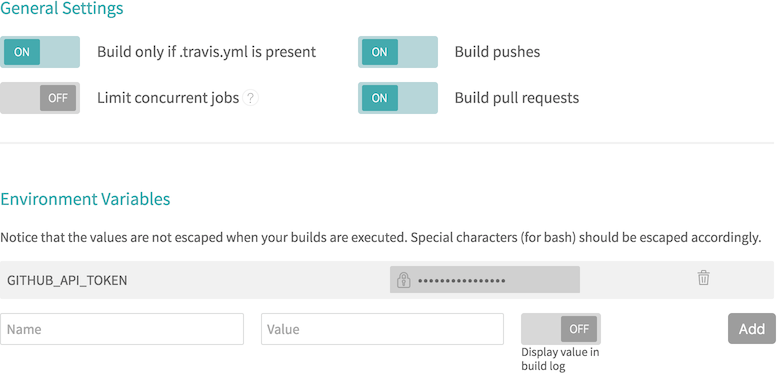 General Settings
ON Build only if .travis.yml is present ON Build pushes
OFF Limit concurrent jobs ? ON Build pull requests
Environment Variables
Notice that the values are not escaped when your builds are executed. Special characters (for bash) should be escaped accordingly.
GITHUB_API_TOKEN ••••••••••••••••
Name Value OFF Add
Display value in
build log